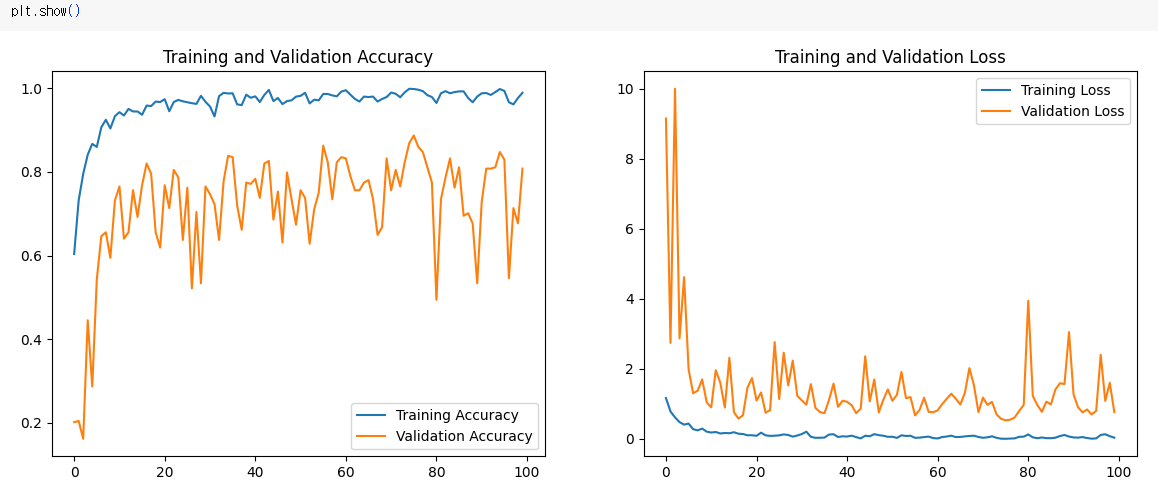 plt.show()
Training and Validation Accuracy
1.0
0.8
0.6
0.4
0.2
0 20 40 60 80 100
Training Accuracy
Validation Accuracy
Training and Validation Loss
10
8
6
4
2
0
0 20 40 60 80 100
Training Loss
Validation Loss